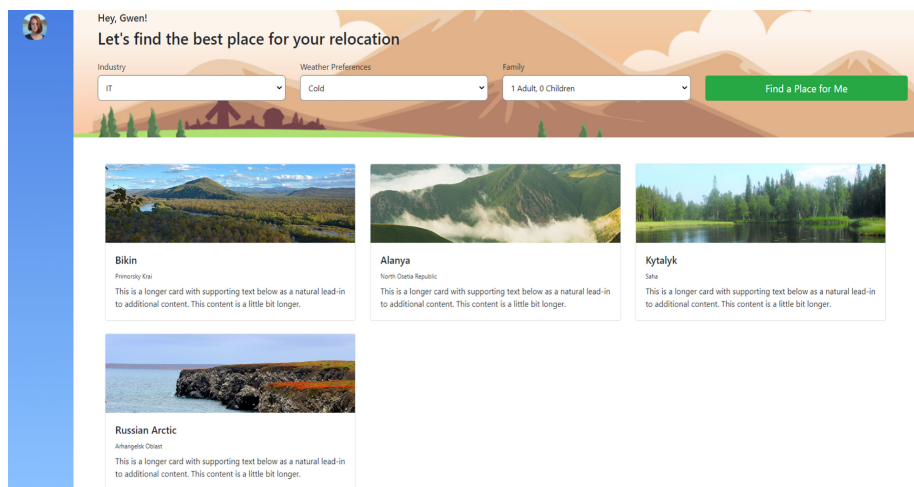 Hey, Gwen!
Let's find the best place for your relocation
Industry
Weather Preferences
Family
IT
Cold
1 Adult, 0 Children
Find a Place for Me
Bikin
Primorsky Krai
This is a longer card with supporting text below as a natural lead-in
to additional content. This content is a little bit longer.
Alanya
North Osetia Republic
This is a longer card with supporting text below as a natural lead-in
to additional content. This content is a little bit longer.
Kytalyk
Saha
This is a longer card with supporting text below as a natural lead-in
to additional content. This content is a little bit longer.
Russian Arctic
Arhangelsk Oblast
This is a longer card with supporting text below as a natural lead-in
to additional content. This content is a little bit longer.